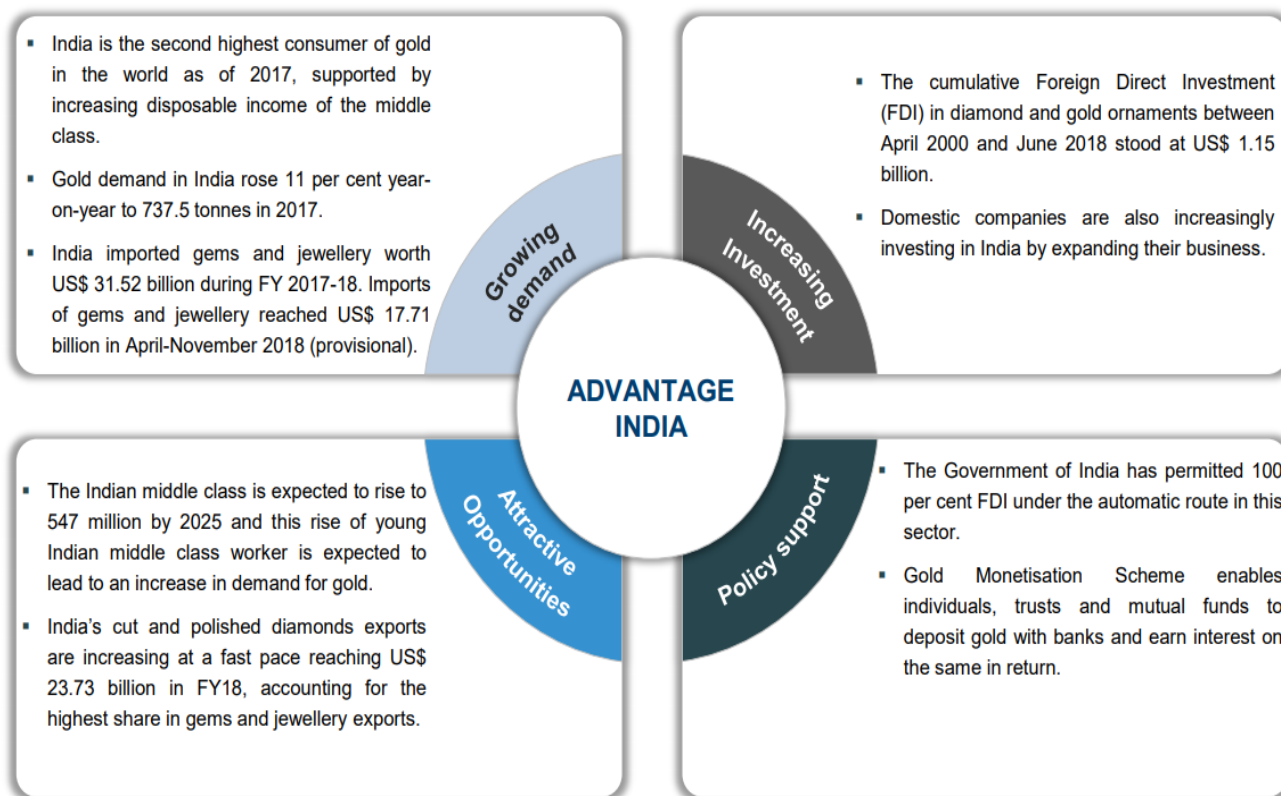 ▪ India is the second highest consumer of gold
in the world as of 2017, supported by
increasing disposable income of the middle
class.
▪ Gold demand in India rose 11 per cent year-
on-year to 737.5 tonnes in 2017.
▪ India imported gems and jewellery worth
US$ 31.52 billion during FY 2017-18. Imports
of gems and jewellery reached US$ 17.71
billion in April-November 2018 (provisional).
Growing
demand
▪ The cumulative Foreign Direct Investment
(FDI) in diamond and gold ornaments between
April 2000 and June 2018 stood at US$ 1.15
billion.
▪ Domestic companies are also increasingly
investing in India by expanding their business.
Increasing
Investment
ADVANTAGE
INDIA
▪ The Indian middle class is expected to rise to
547 million by 2025 and this rise of young
Indian middle class worker is expected to
lead to an increase in demand for gold.
▪ India’s cut and polished diamonds exports
are increasing at a fast pace reaching US$
23.73 billion in FY18, accounting for the
highest share in gems and jewellery exports.
Attractive
Opportunities
▪ The Government of India has permitted 100
per cent FDI under the automatic route in this
sector.
▪ Gold Monetisation Scheme enables
individuals, trusts and mutual funds to
deposit gold with banks and earn interest on
the same in return.
Policy support